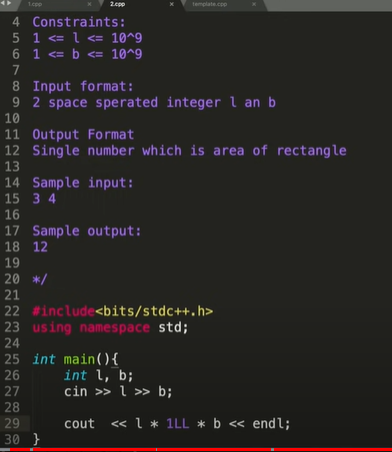 1.cpp 2.cpp template.cpp
4 Constraints:
5 1 <= l <= 10^9
6 1 <= b <= 10^9
7
8 Input format:
9 2 space sperated integer l an b
10
11 Output Format
12 Single number which is area of rectangle
13
14 Sample input:
15 3 4
16
17 Sample output:
18 12
19
20 */
21
22 #include<bits/stdc++.h>
23 using namespace std;
24
25 int main(){
26 int l, b;
27 cin >> l >> b;
28
29 cout << l * 1LL * b << endl;
30 }